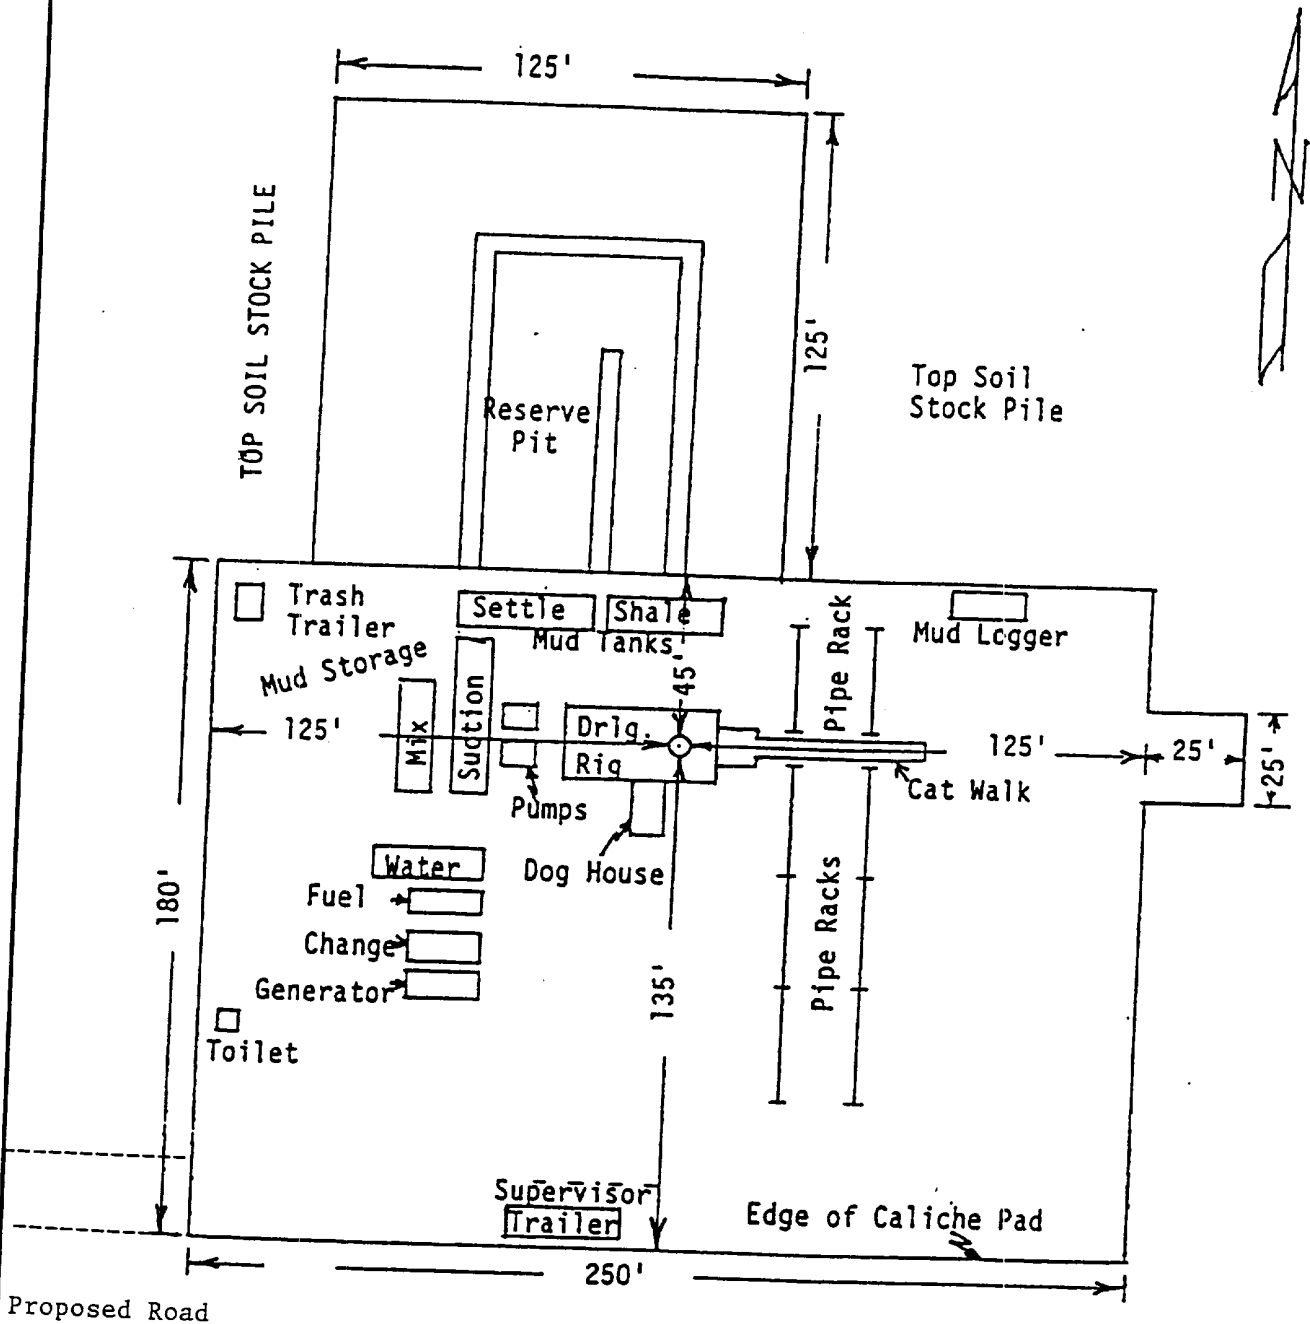 125'
N
TOP SOIL STOCK PILE
125'
Top Soil
Stock Pile
Reserve
Pit
Trash
Trailer
Settle
Shale
Mud Tanks
Pipe Rack
Mud Logger
Mud Storage
45'
125'
Mix
Suction
Drlg.
Rig
125'
25'
25'
Cat Walk
Pumps
Dog House
Water
Fuel
Change
Generator
180'
135'
Pipe Racks
Toilet
Supervisor
Trailer
Edge of Caliche Pad
250'
Proposed Road